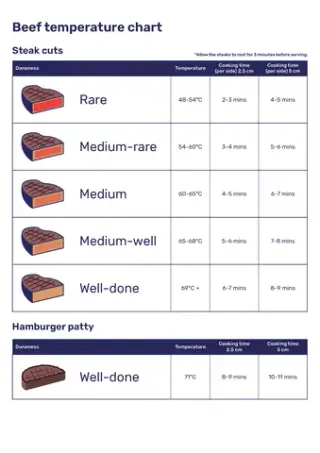 Beef temperature chart
Steak cuts
*Allow the steaks to rest for 3 minutes before serving.
Doneness Temperature Cooking time (per side) 2.5 cm Cooking time (per side) 5 cm
Rare 48-54°C 2-3 mins 4-5 mins
Medium-rare 54-60°C 3-4 mins 5-6 mins
Medium 60-65°C 4-5 mins 6-7 mins
Medium-well 65-68°C 5-6 mins 7-8 mins
Well-done 69°C + 6-7 mins 8-9 mins
Hamburger patty
Doneness Temperature Cooking time 2.5 cm Cooking time 5 cm
Well-done 71°C 8-9 mins 10-11 mins